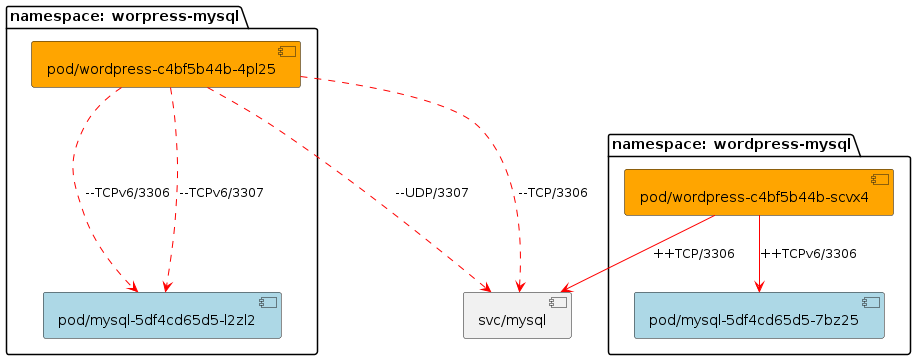 namespace: worpress-mysql
pod/wordpress-c4bf5b44b-4pl25
namespace: wordpress-mysql
pod/wordpress-c4bf5b44b-scvx4
--TCPv6/3306
--TCPv6/3307
--UDP/3307
--TCP/3306
++TCP/3306
++TCPv6/3306
pod/mysql-5df4cd65d5-l2zl2
svc/mysql
pod/mysql-5df4cd65d5-7bz25